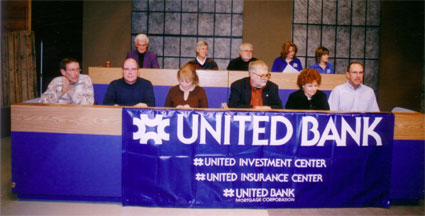 UNITED BANK
UNITED INVESTMENT CENTER
UNITED INSURANCE CENTER
UNITED BANK
MORTGAGE CORPORATION